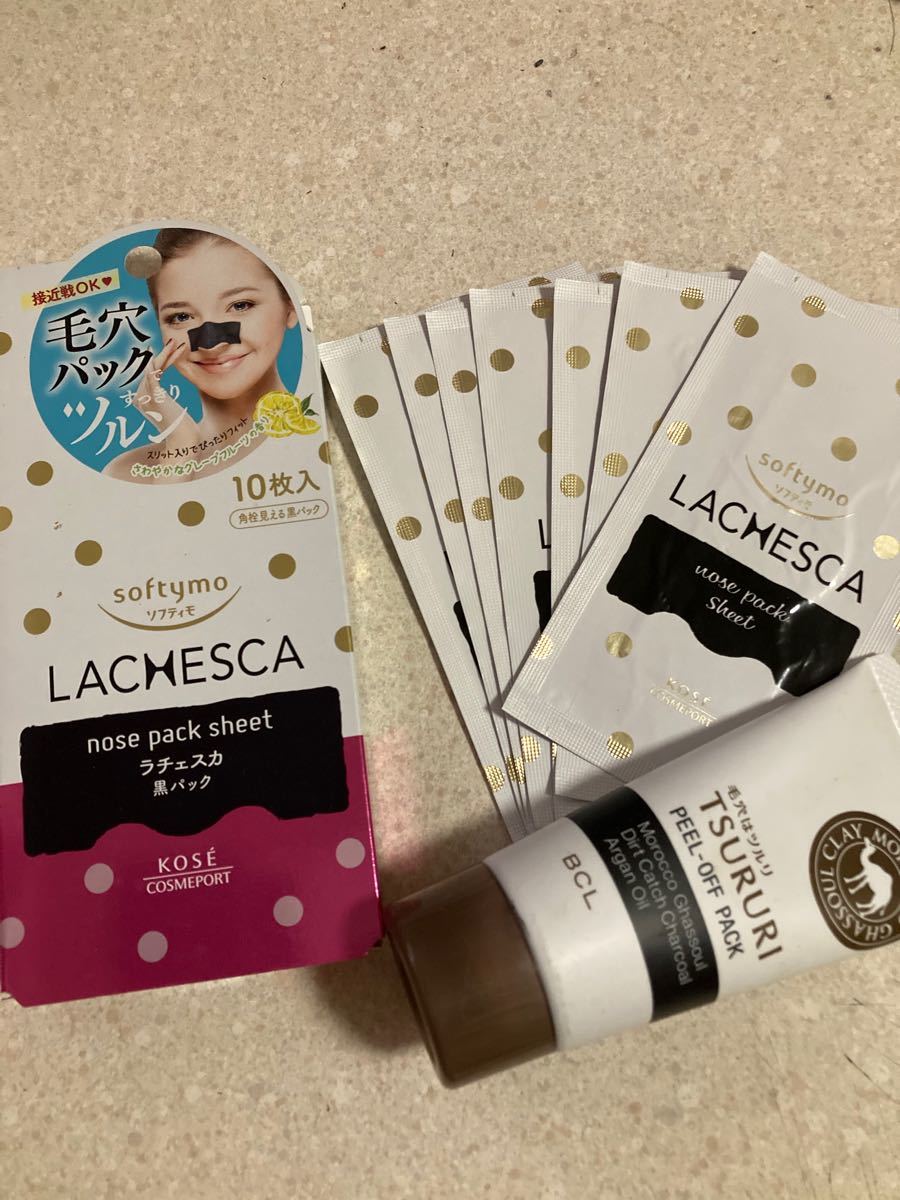 接近戦OK♥
毛穴
パックで
すっきり
ツルン
スリット入りでぴったりフィット
さわやかなグレープフルーツの香り
10枚入
角栓見える黒パック
softymo
ソフティモ
LACHESCA
nose pack sheet
ラチェスカ
黒パック
KOSÉ
COSMEPORT
softymo
ソフティモ
LACHESCA
nose pack
sheet
KOSÉ
COSMEPORT
毛穴はツルリ
TSURURI
PEEL-OFF PACK
Morocco Ghassoul
Dirt Catch Charcoal
Argan Oil
BCL
GHASSOUL CLAY